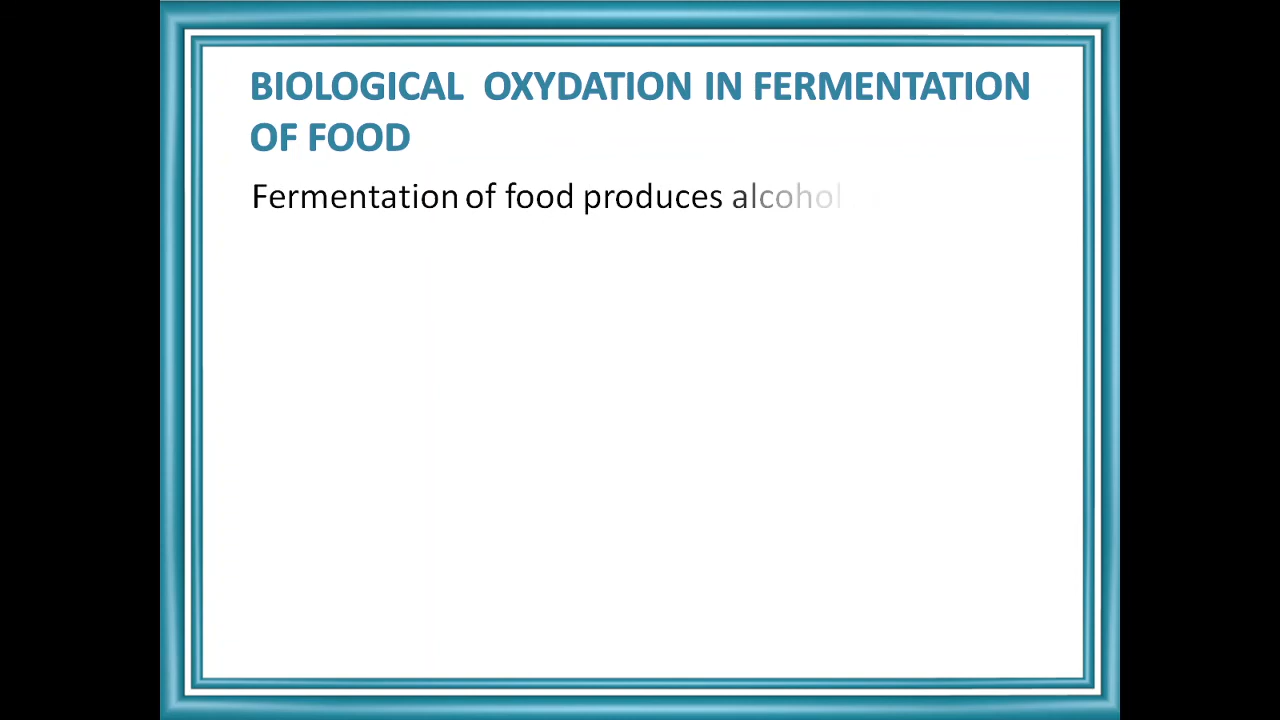 BIOLOGICAL OXYDATION IN FERMENTATION
OF FOOD
Fermentation of food produces alcohol